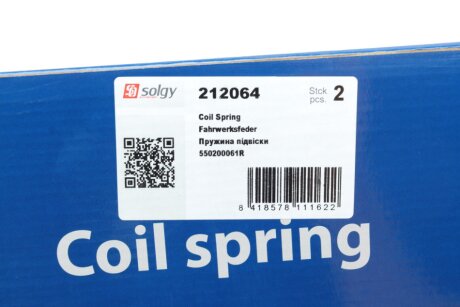 solgy
212064
Stck
pcs. 2
Coil Spring
Fahrwerksfeder
Пружина підвіски
550200061R
8 418578 111622
Coil spring